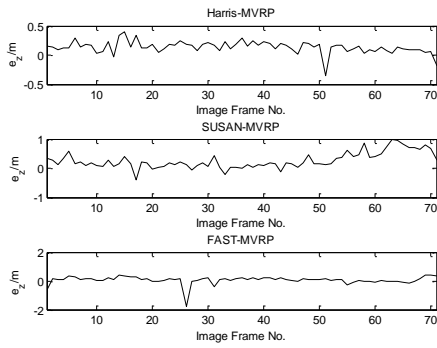 Harris-MVRP
0.5
0
-0.5
e_z/m
10 20 30 40 50 60 70
Image Frame No.
SUSAN-MVRP
1
0
-1
e_z/m
10 20 30 40 50 60 70
Image Frame No.
FAST-MVRP
2
0
-2
e_z/m
10 20 30 40 50 60 70
Image Frame No.